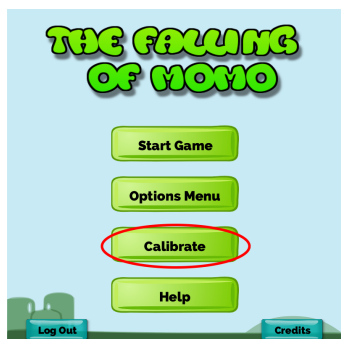 THE FALLING
OF MOMO
Start Game
Options Menu
Calibrate
Help
Log Out
Credits